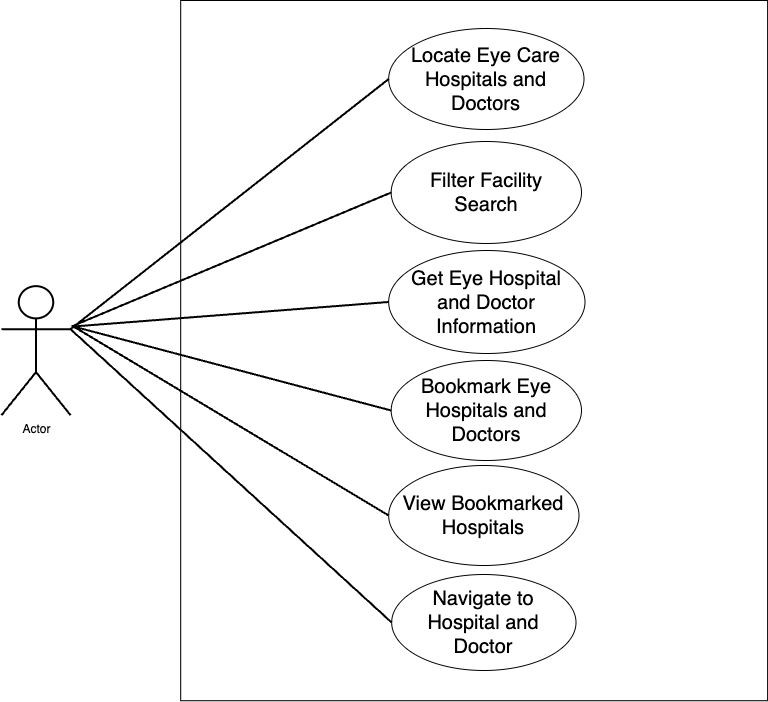 Locate Eye Care
Hospitals and
Doctors
Filter Facility
Search
Get Eye Hospital
and Doctor
Information
Bookmark Eye
Hospitals and
Doctors
View Bookmarked
Hospitals
Navigate to
Hospital and
Doctor
Actor